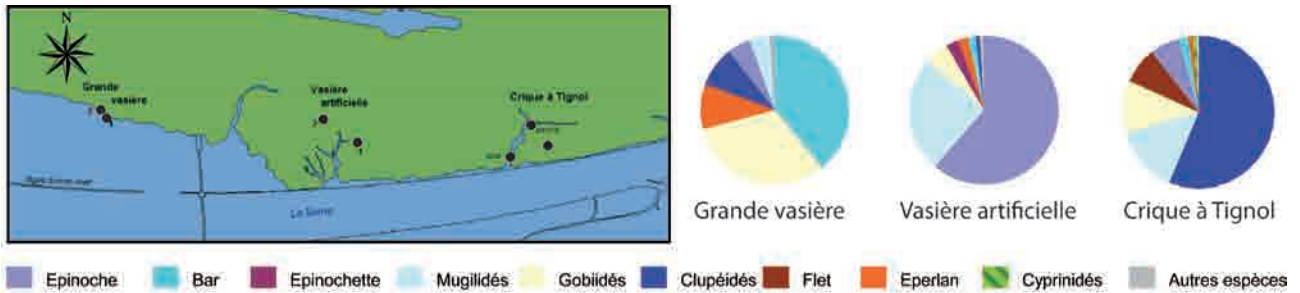 N
Grande
vasière
Vasière
artificielle
Crique à Tignol
La Seine
Grande vasière
Vasière artificielle
Crique à Tignol
Epinoche
Bar
Epinochette
Mugilidés
Gobiidés
Clupéidés
Flet
Eperlan
Cyprinidés
Autres espèces